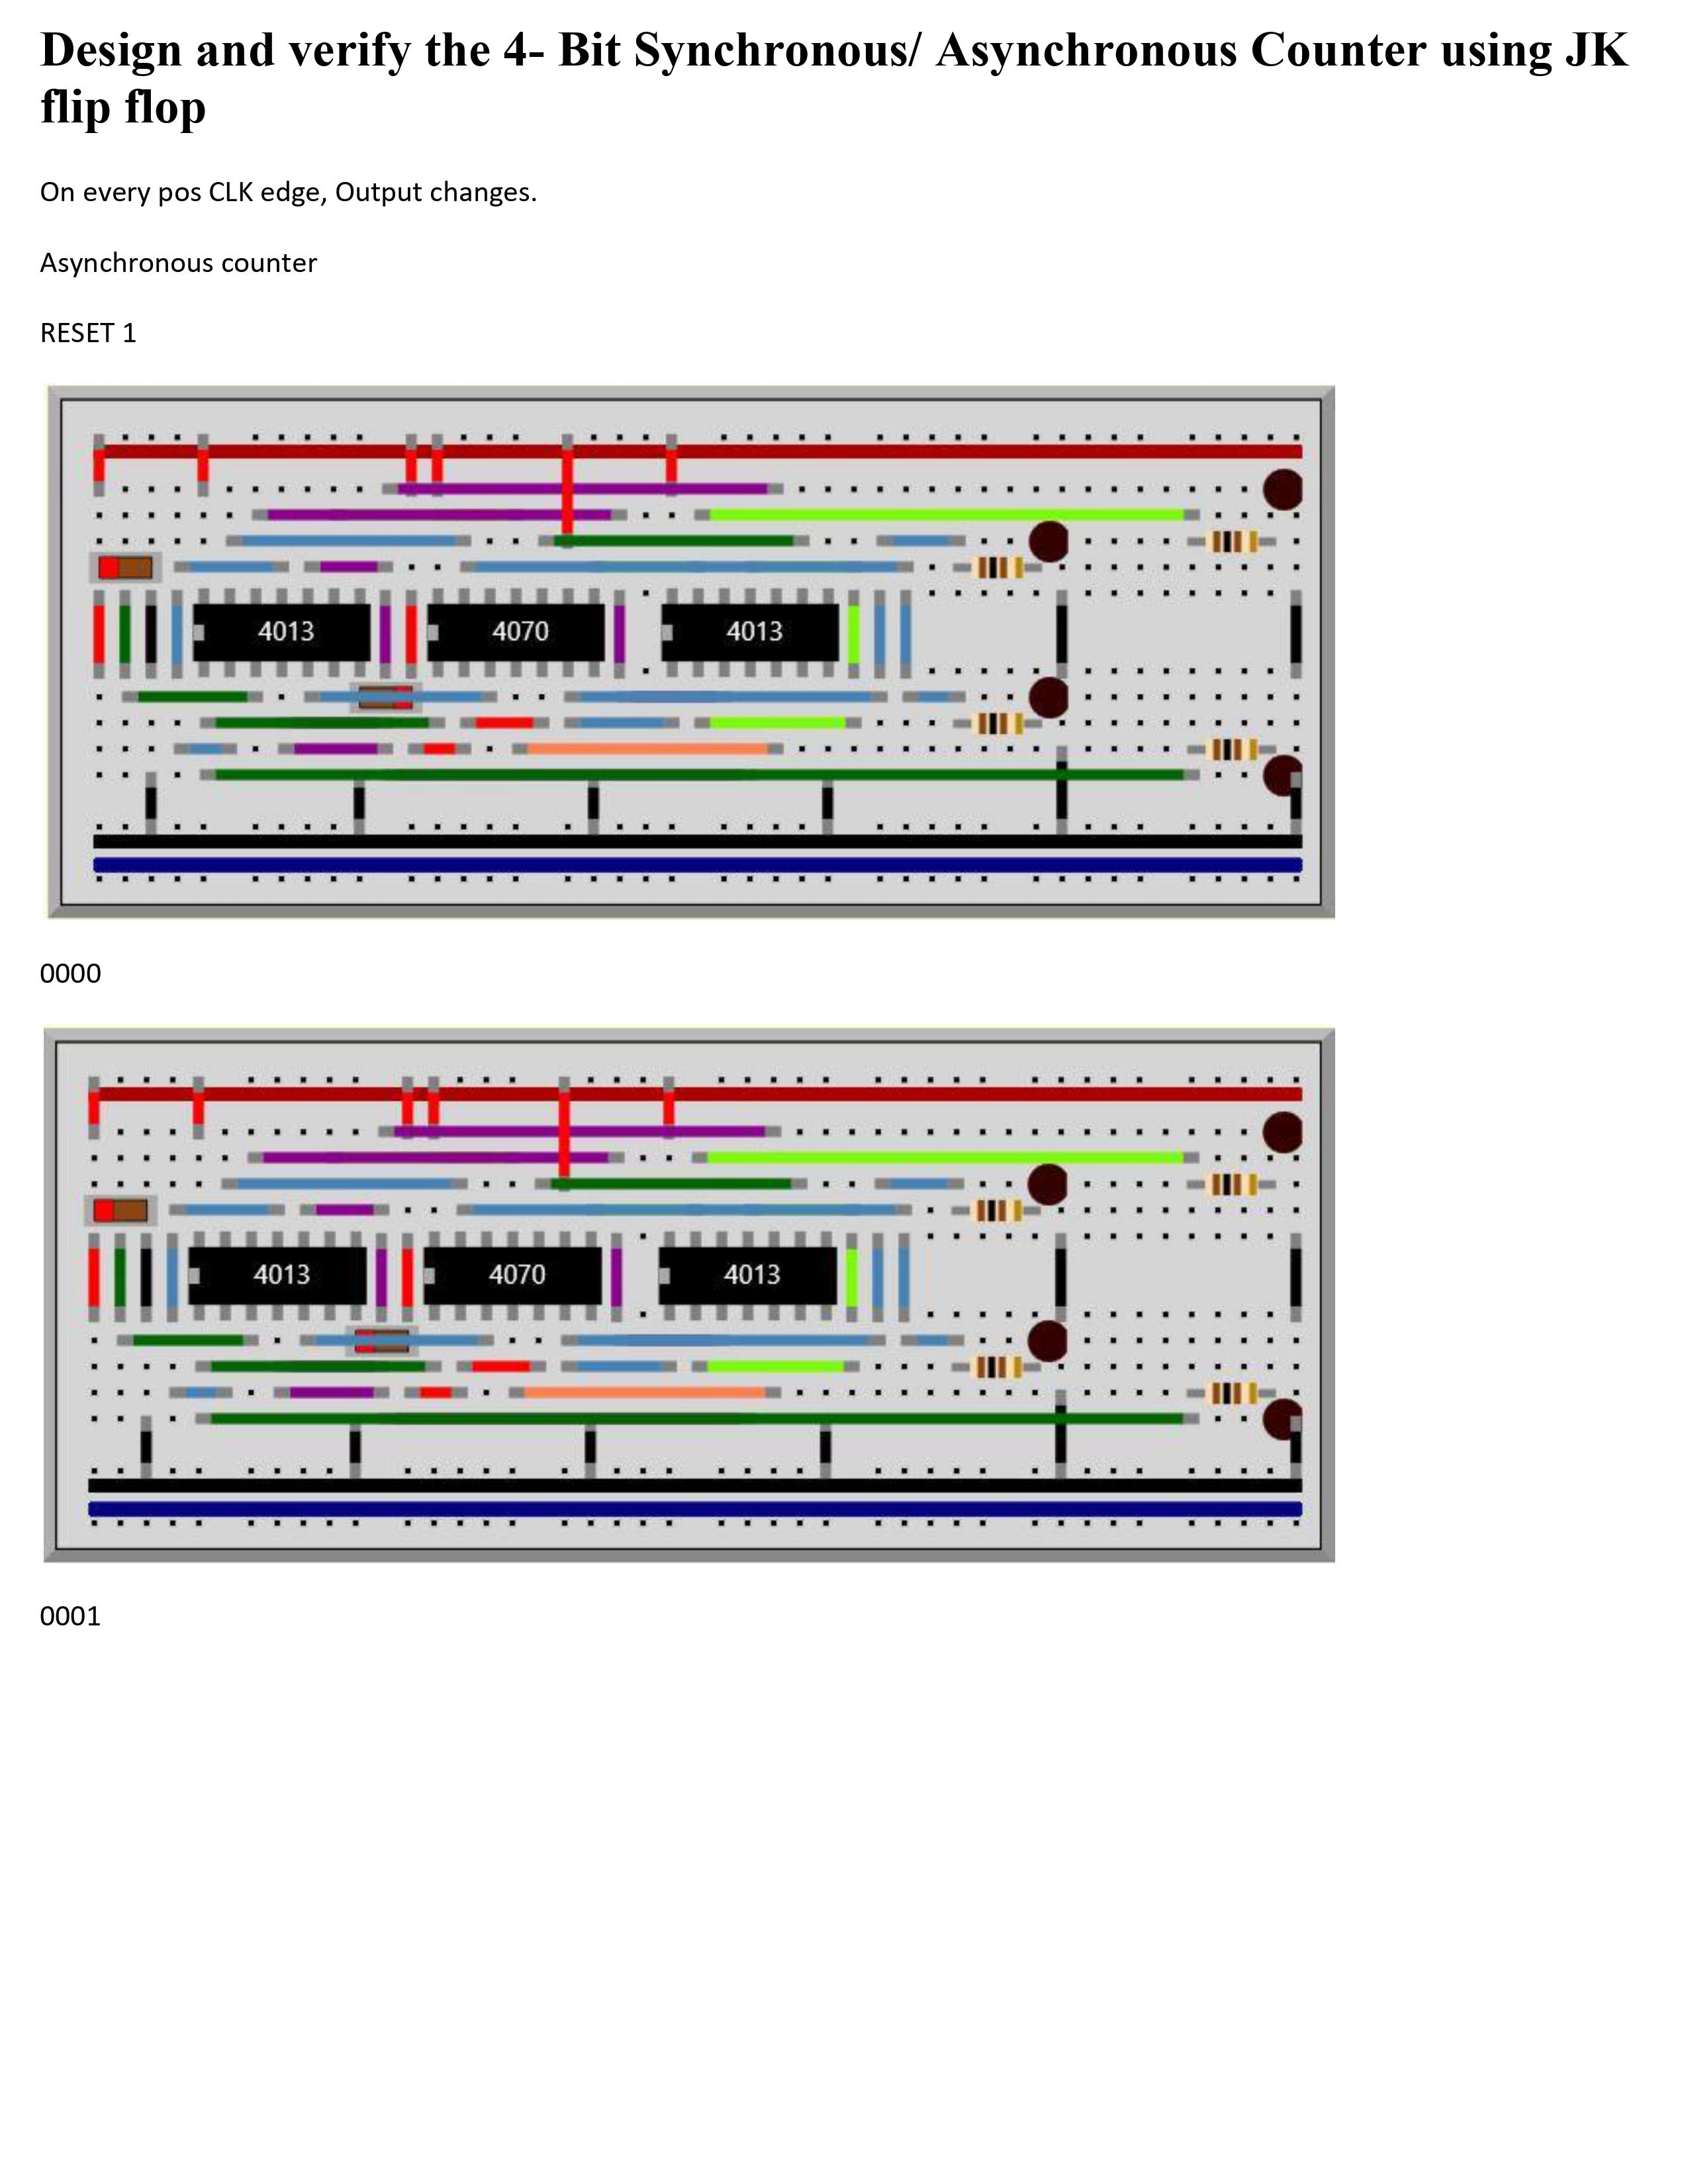 Design and verify the 4- Bit Synchronous/ Asynchronous Counter using JK
flip flop
On every pos CLK edge, Output changes.
Asynchronous counter
RESET 1
4013
4070
4013
0000
4013
4070
4013
0001